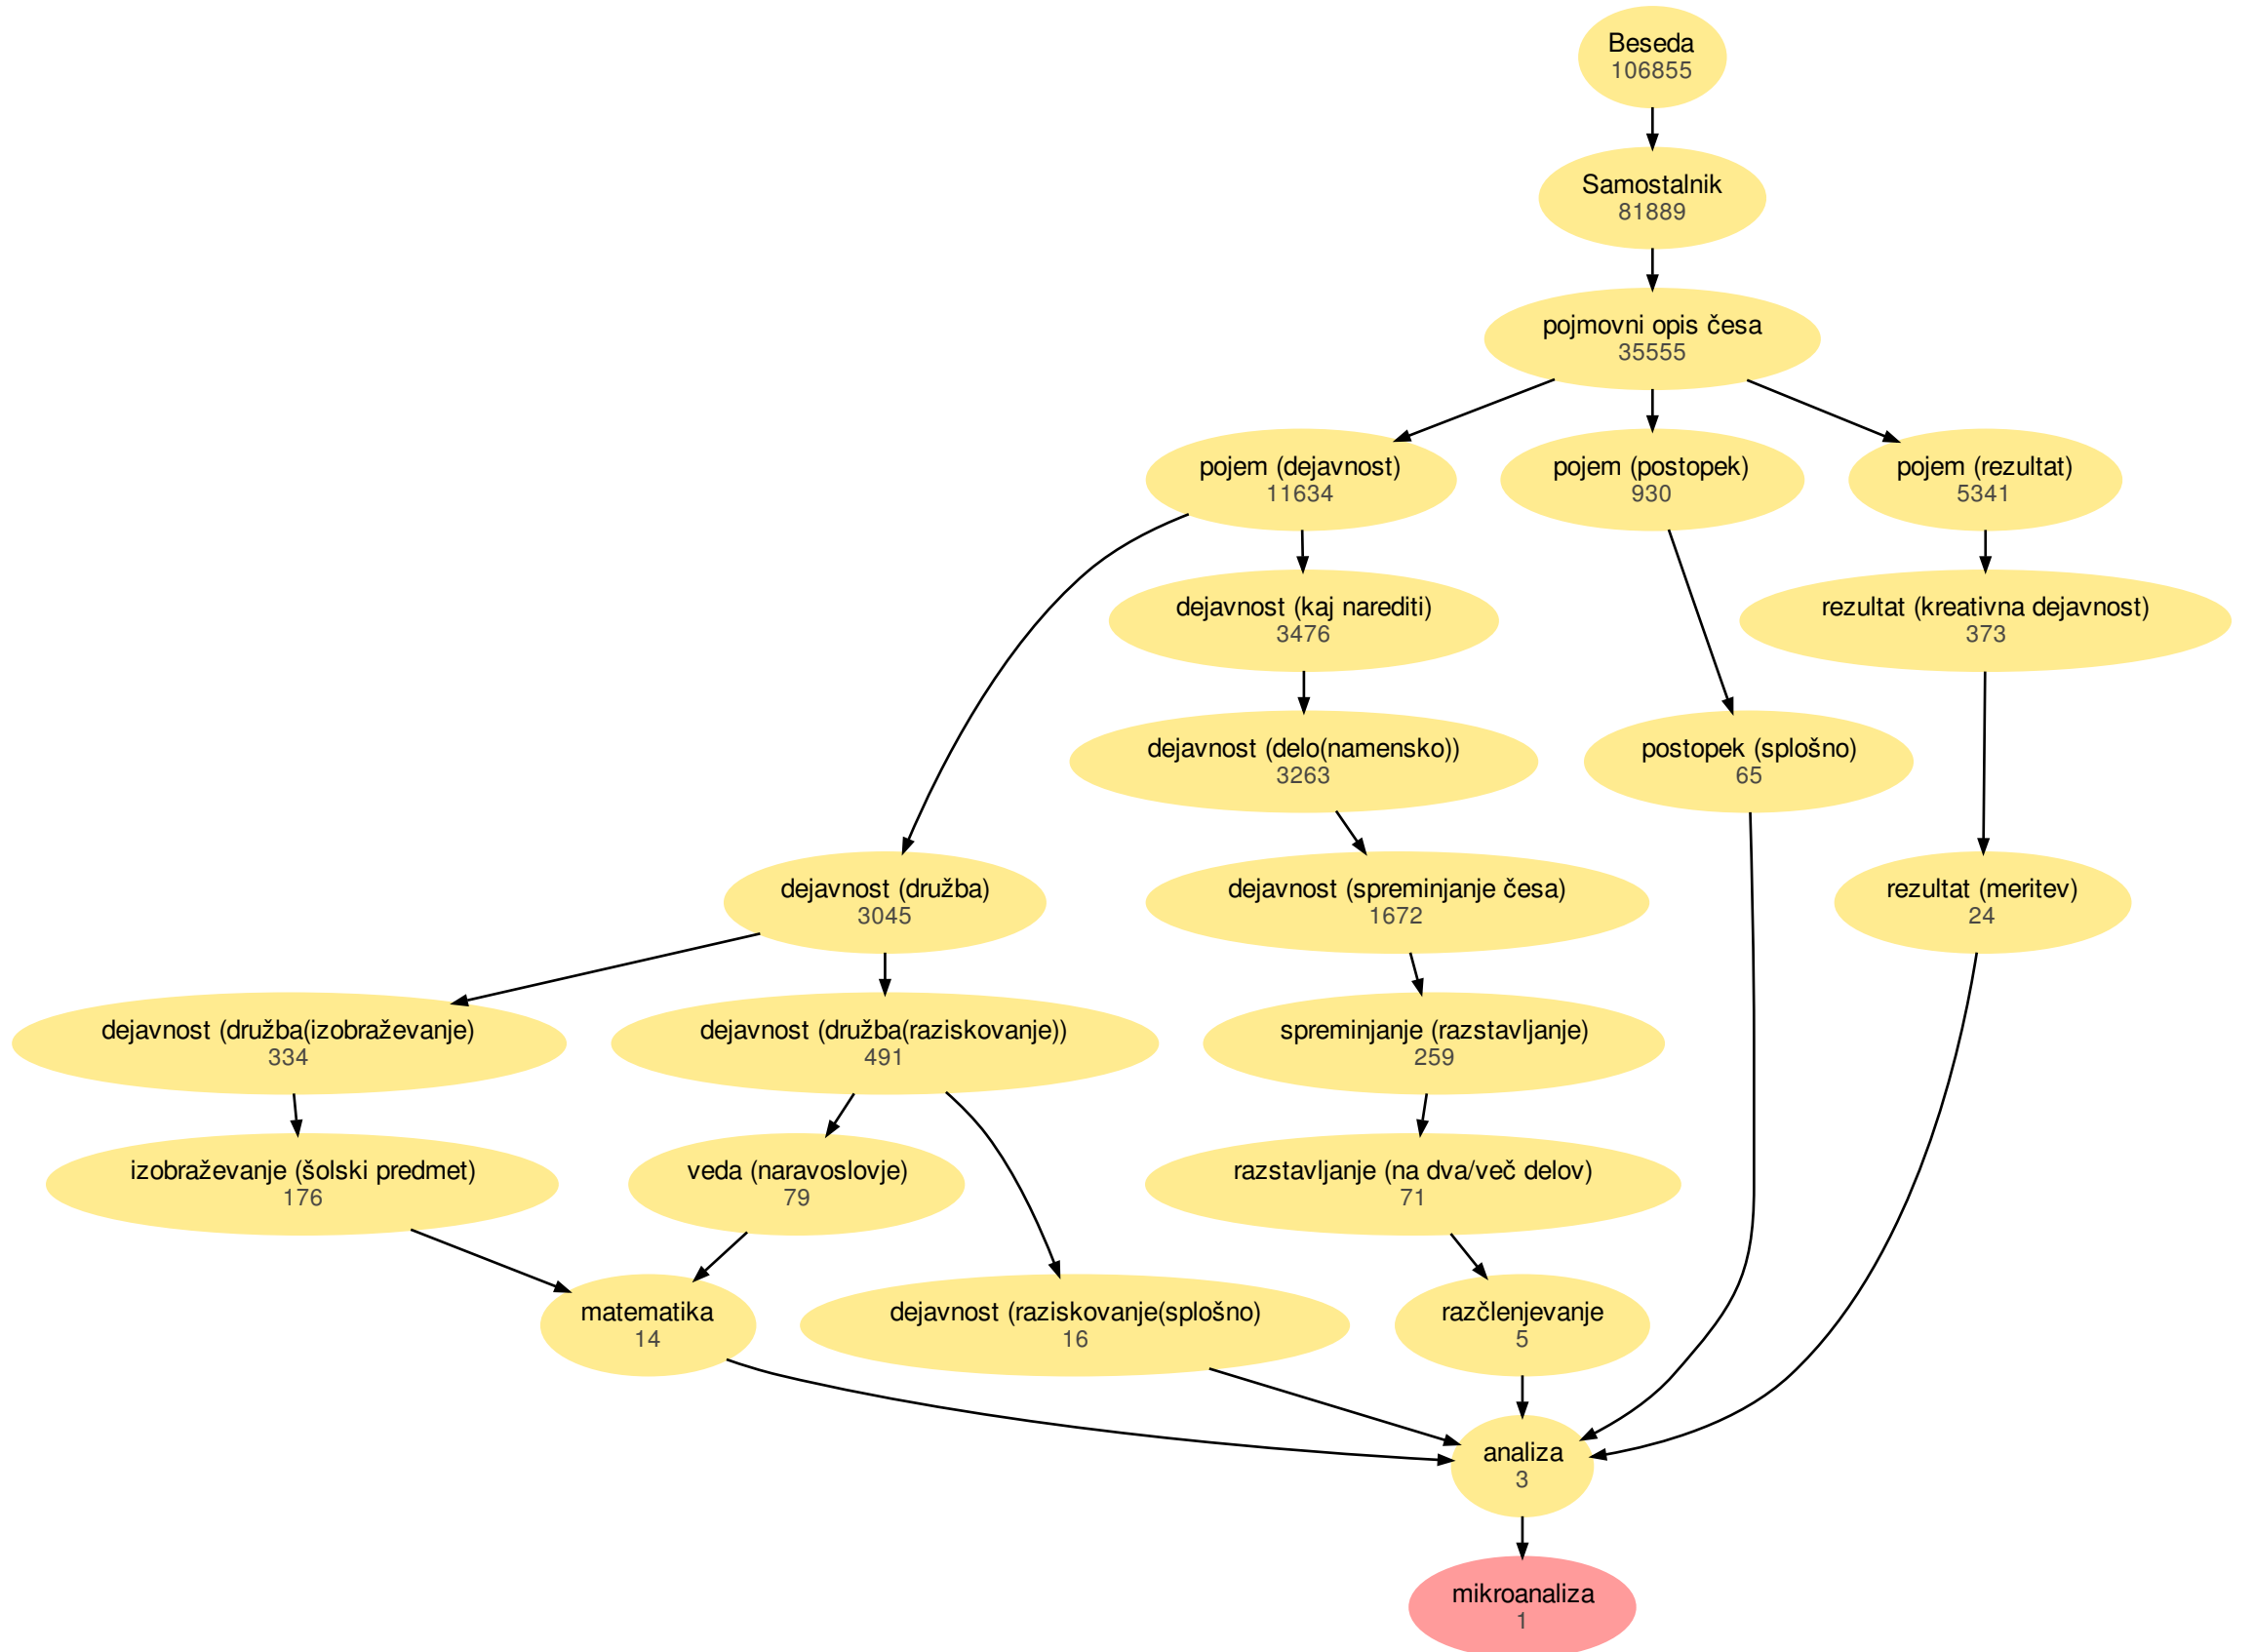 Beseda
106855
Samostalnik
81889
pojmovni opis česa
35555
pojem (dejavnost)
11634
pojem (postopek)
930
pojem (rezultat)
5341
dejavnost (kaj narediti)
3476
rezultat (kreativna dejavnost)
373
dejavnost (delo(namensko))
3263
postopek (splošno)
65
dejavnost (družba)
3045
dejavnost (spreminjanje česa)
1672
rezultat (meritev)
24
dejavnost (družba(izobraževanje)
334
dejavnost (družba(raziskovanje))
491
spreminjanje (razstavljanje)
259
izobraževanje (šolski predmet)
176
veda (naravoslovje)
79
razstavljanje (na dva/več delov)
71
matematika
14
dejavnost (raziskovanje(splošno)
16
razčlenjevanje
5
analiza
3
mikroanaliza
1